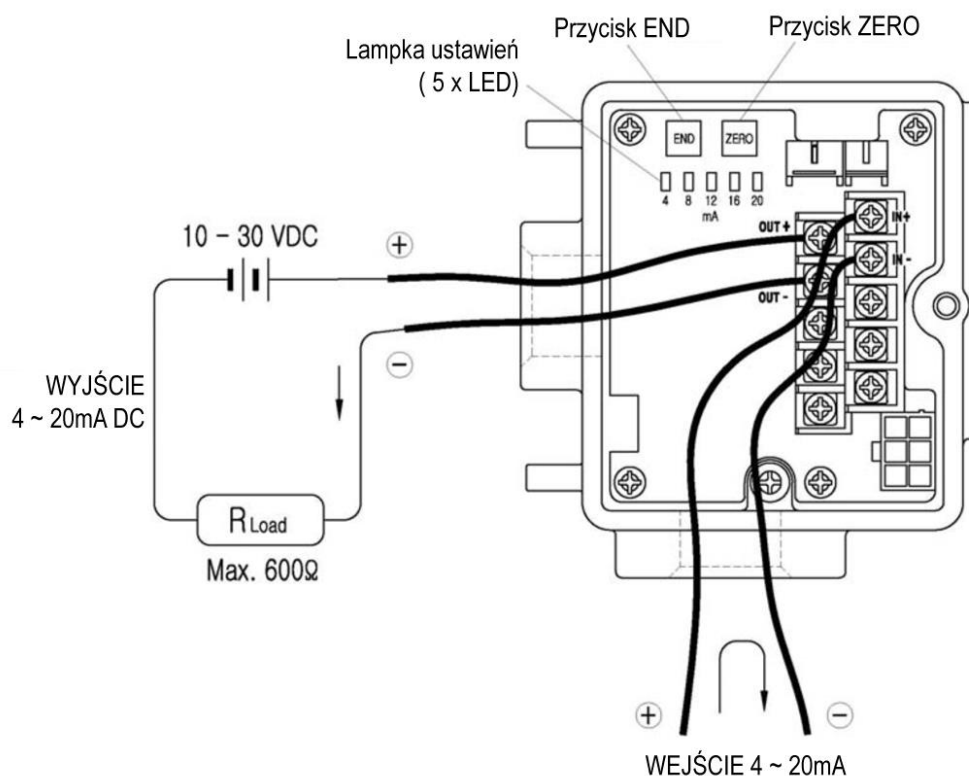 Przycisk END
Przycisk ZERO
Lampka ustawień
( 5 x LED)
END
ZERO
4 8 12 16 20
mA
OUT +
IN+
IN -
OUT -
10 – 30 VDC
+
−
WYJŚCIE
4 ~ 20mA DC
R Load
Max. 600Ω
+
−
WEJŚCIE 4 ~ 20mA